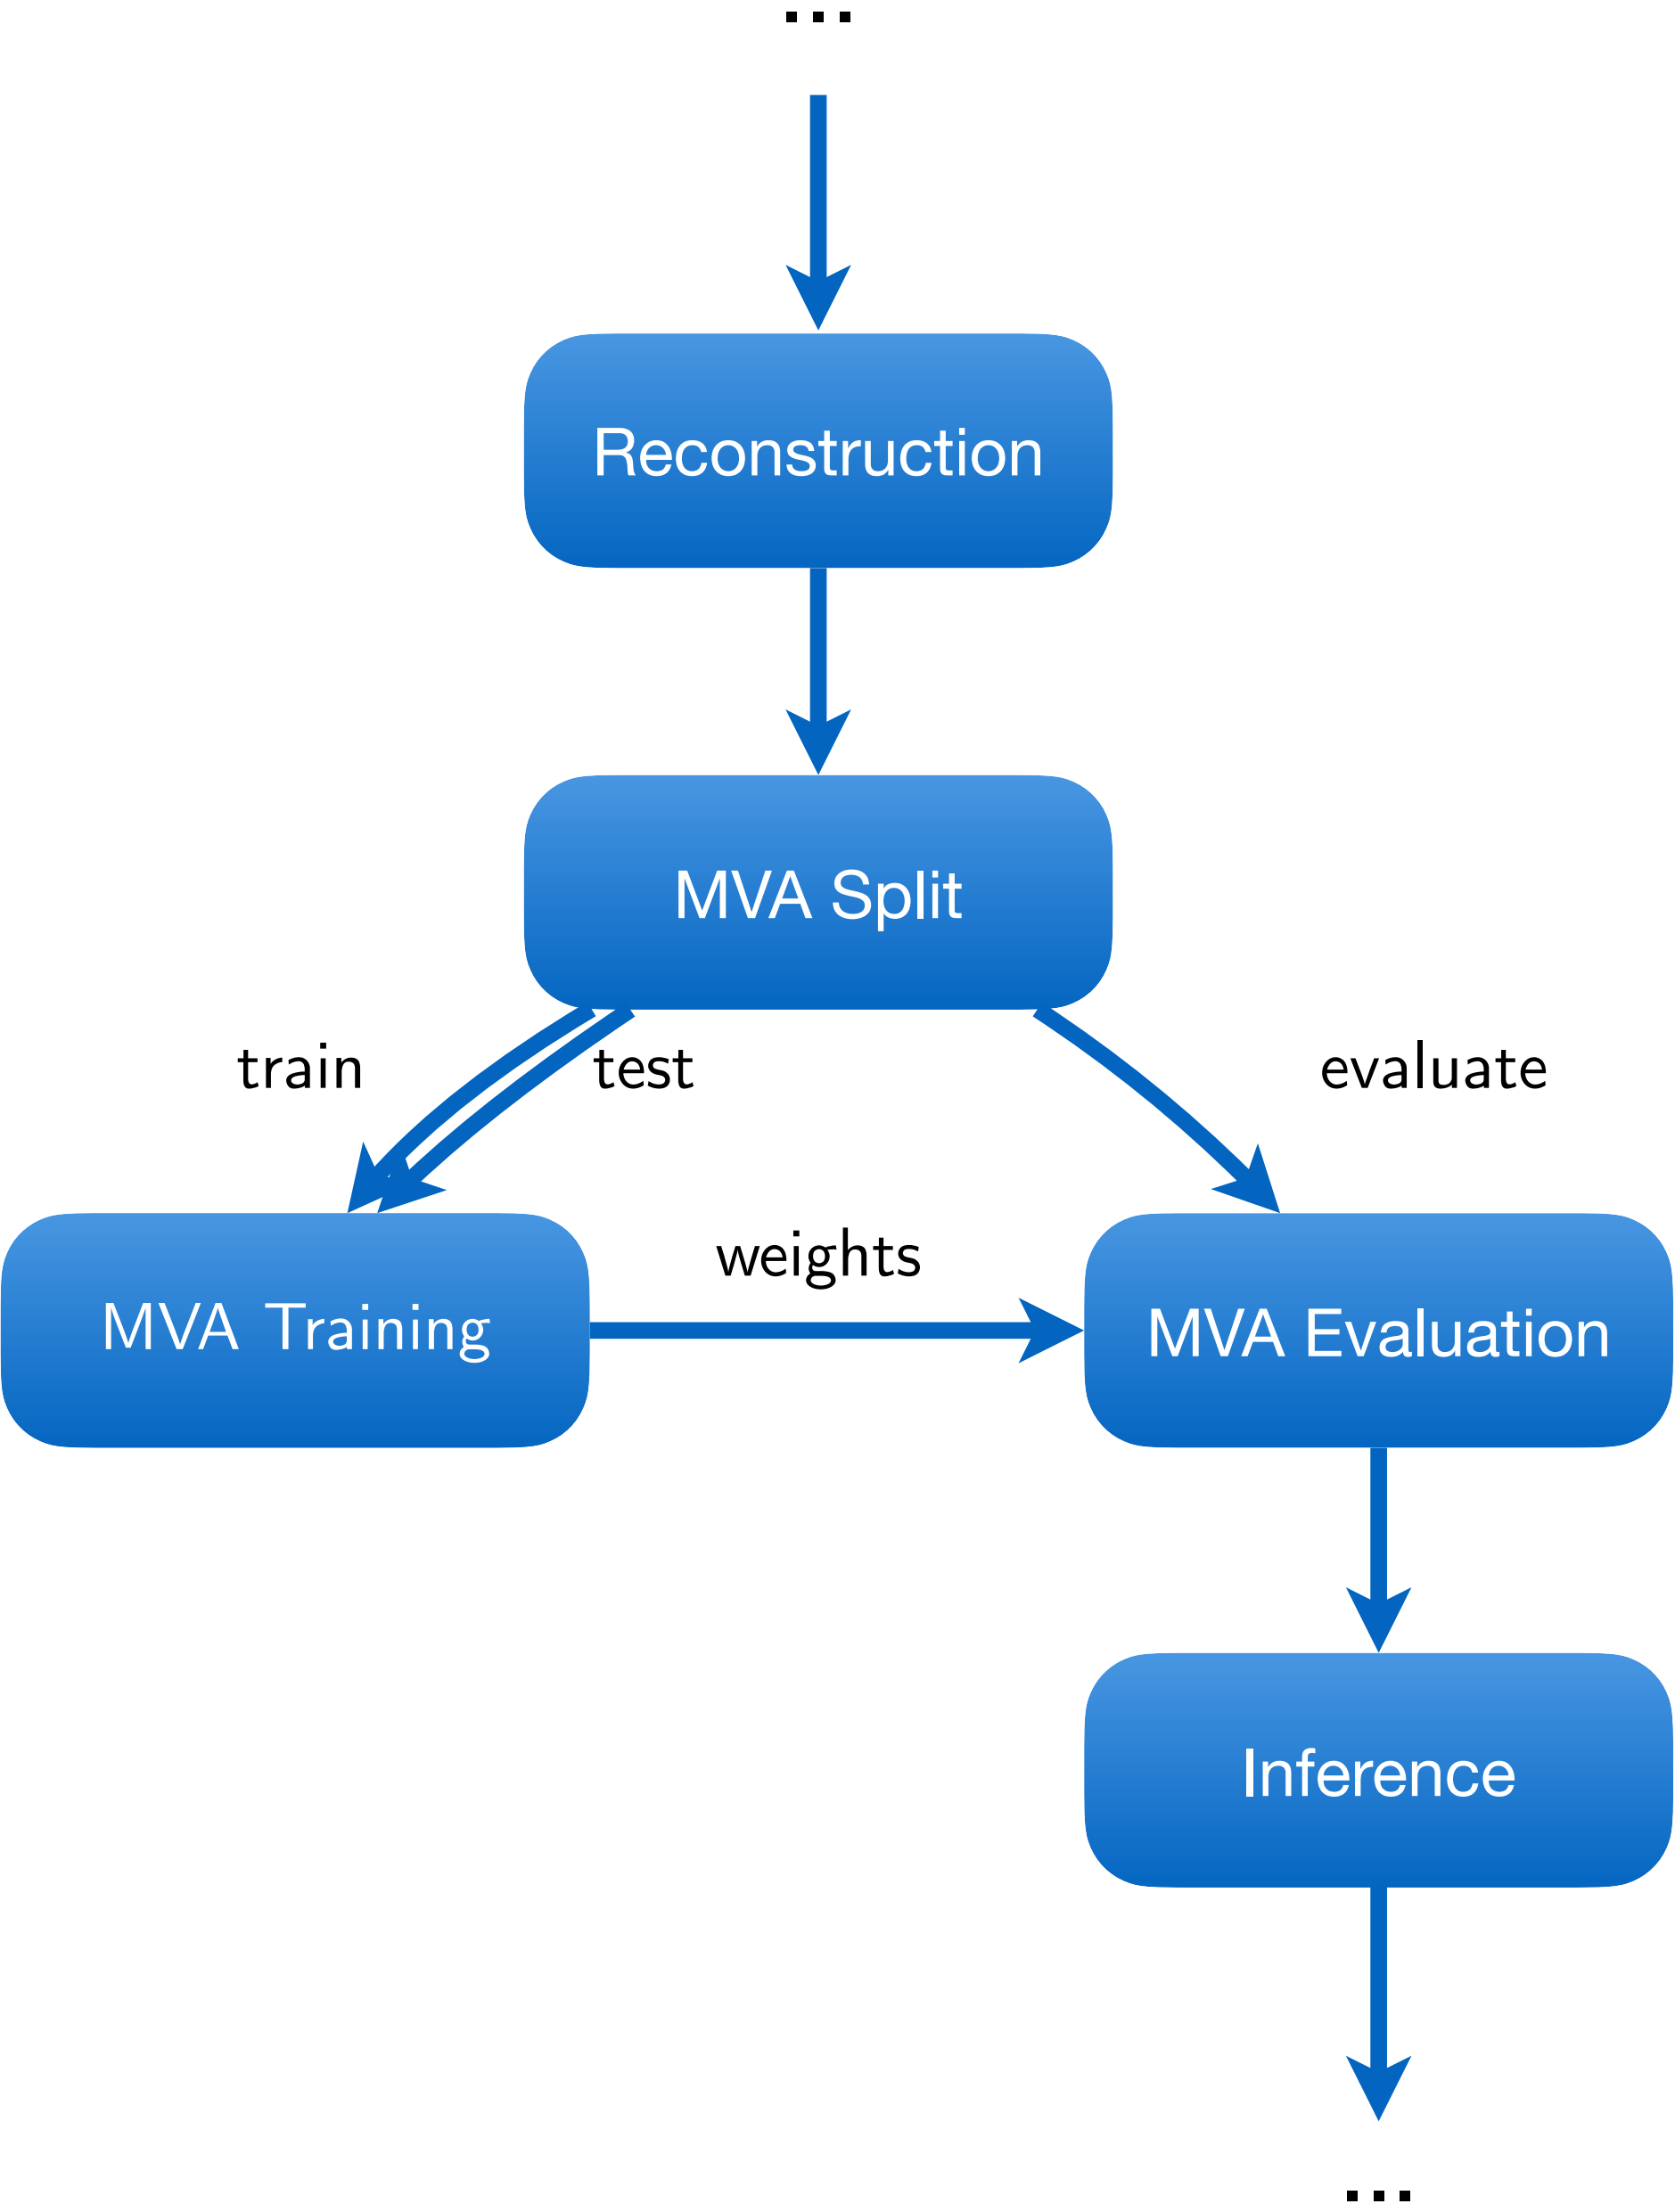 ...
Reconstruction
MVA Split
train
test
evaluate
weights
MVA Training
MVA Evaluation
Inference
...